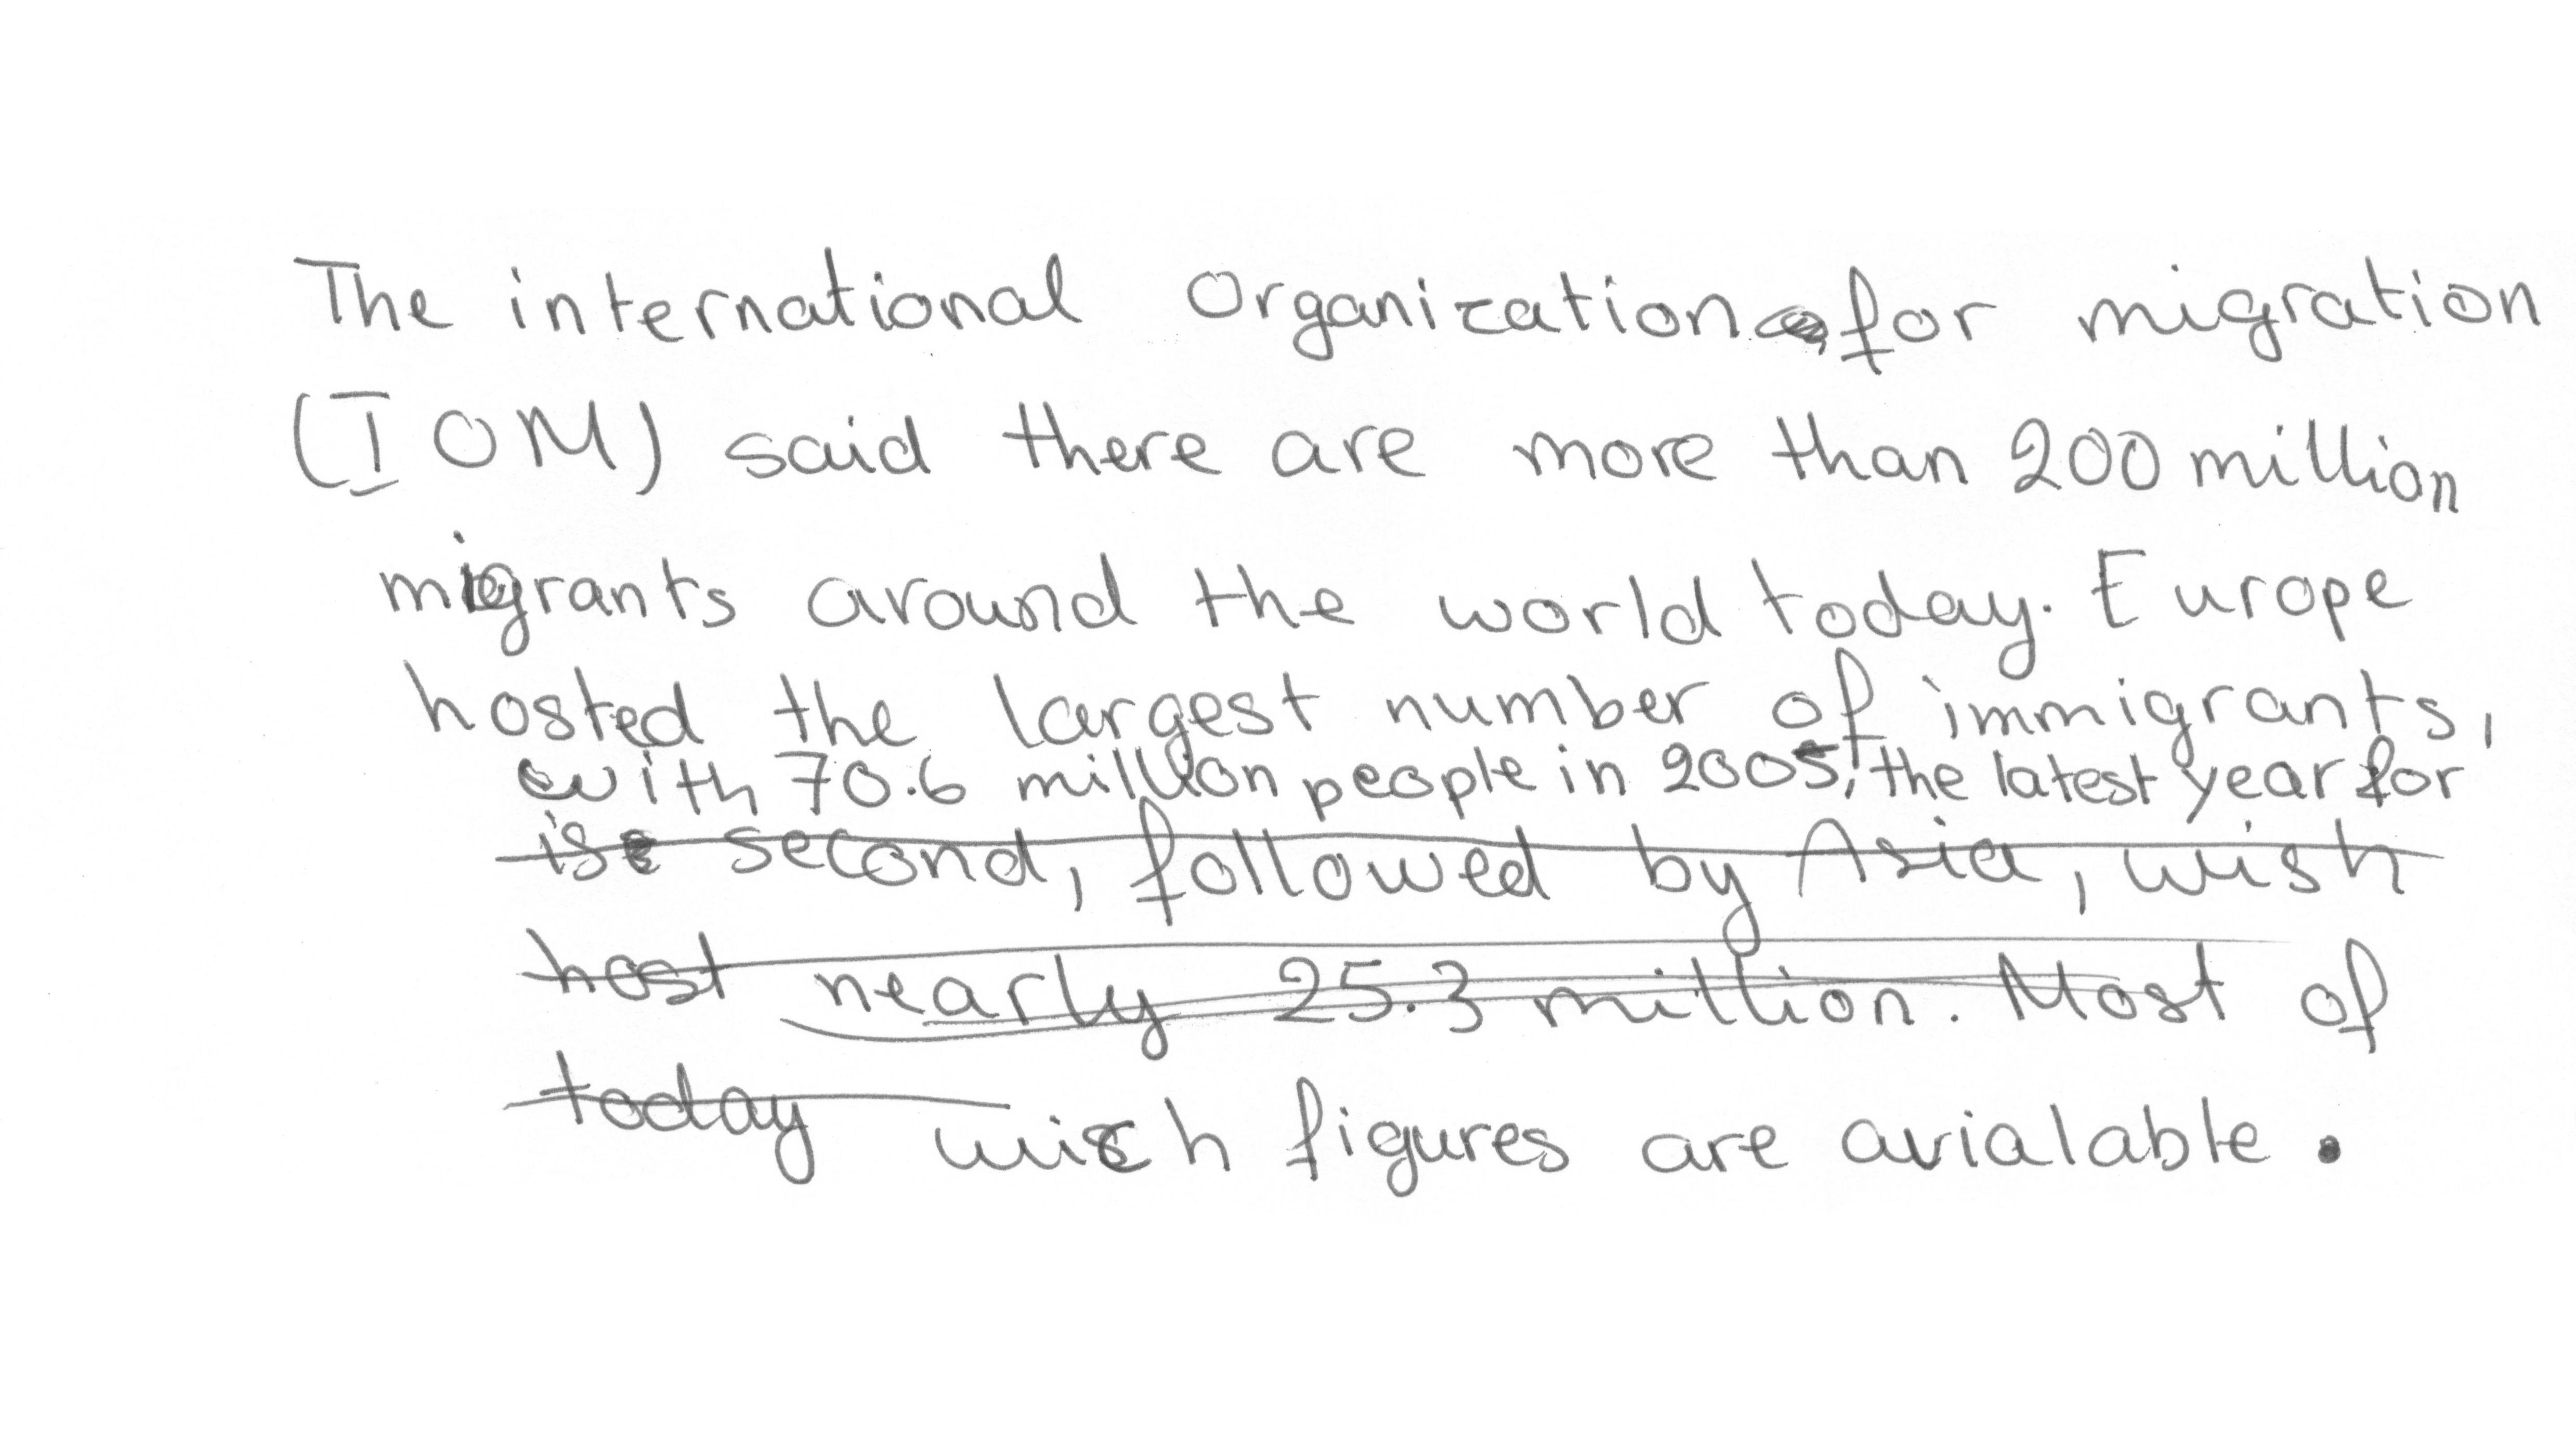 The international Organization for migration
(IOM) said there are more than 200 million
migrants around the world today. Europe
hosted the largest number of immigrants,
with 70.6 million people in 2005, the latest year for
is second, followed by Asia, wish
host nearly 25.3 million. Most of
today wich figures are avialable.